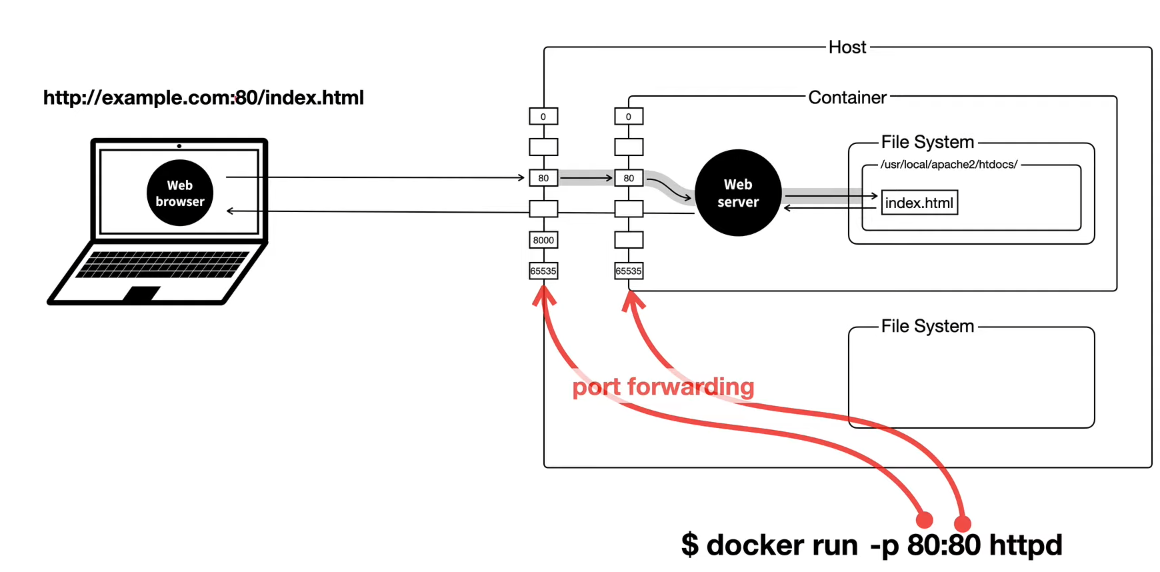 Host
http://example.com:80/index.html
Container
0
0
File System
/usr/local/apache2/htdocs/
Web
browser
80
80
Web
server
index.html
8000
65535
65535
File System
port forwarding
$ docker run -p 80:80 httpd